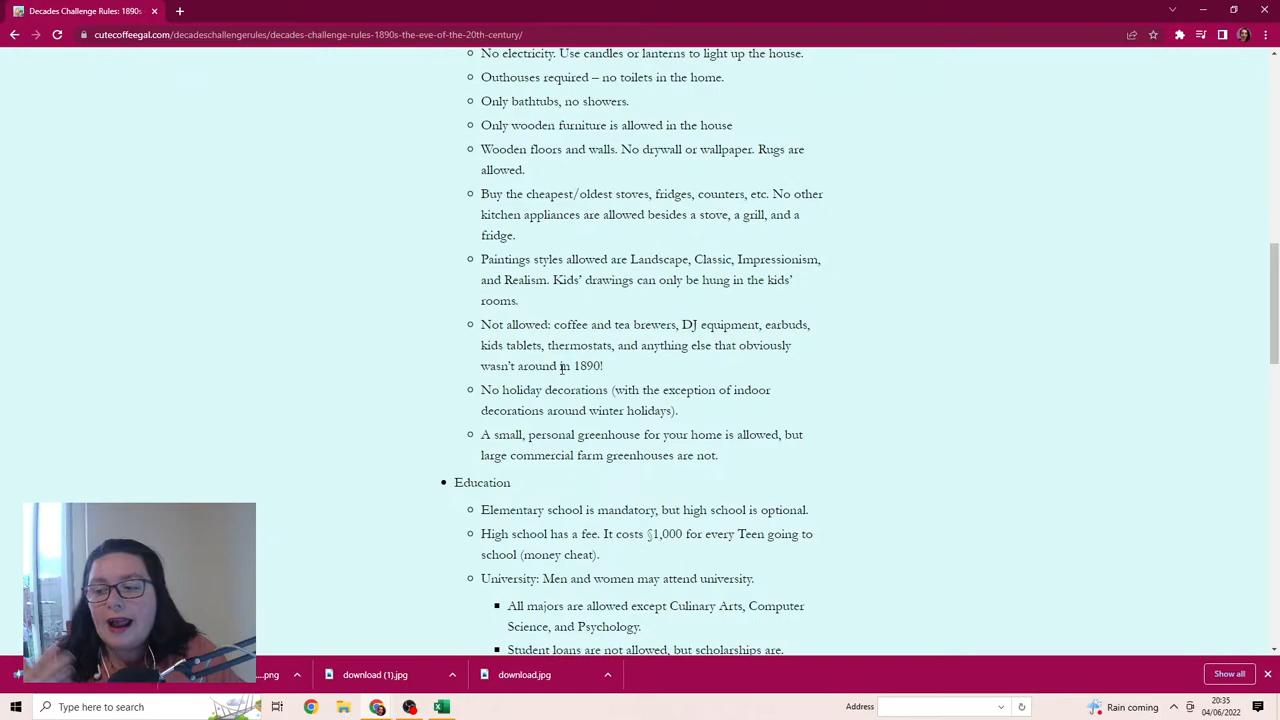 Decades Challenge Rules: 1890s
cutecoffeegal.com/decadeschallengerules/decades-challenge-rules-1890s-the-eve-of-the-20th-century/
No electricity. Use candles or lanterns to light up the house.
Outhouses required – no toilets in the home.
Only bathtubs, no showers.
Only wooden furniture is allowed in the house
Wooden floors and walls. No drywall or wallpaper. Rugs are
allowed.
Buy the cheapest/oldest stoves, fridges, counters, etc. No other
kitchen appliances are allowed besides a stove, a grill, and a
fridge.
Paintings styles allowed are Landscape, Classic, Impressionism,
and Realism. Kids’ drawings can only be hung in the kids’
rooms.
Not allowed: coffee and tea brewers, DJ equipment, earbuds,
kids tablets, thermostats, and anything else that obviously
wasn’t around in 1890!
No holiday decorations (with the exception of indoor
decorations around winter holidays).
A small, personal greenhouse for your home is allowed, but
large commercial farm greenhouses are not.
Education
Elementary school is mandatory, but high school is optional.
High school has a fee. It costs §1,000 for every Teen going to
school (money cheat).
University: Men and women may attend university.
All majors are allowed except Culinary Arts, Computer
Science, and Psychology.
Student loans are not allowed, but scholarships are.
....png
download (1).jpg
download.jpg
Show all
Type here to search
Address
Rain coming
20:35
04/06/2022